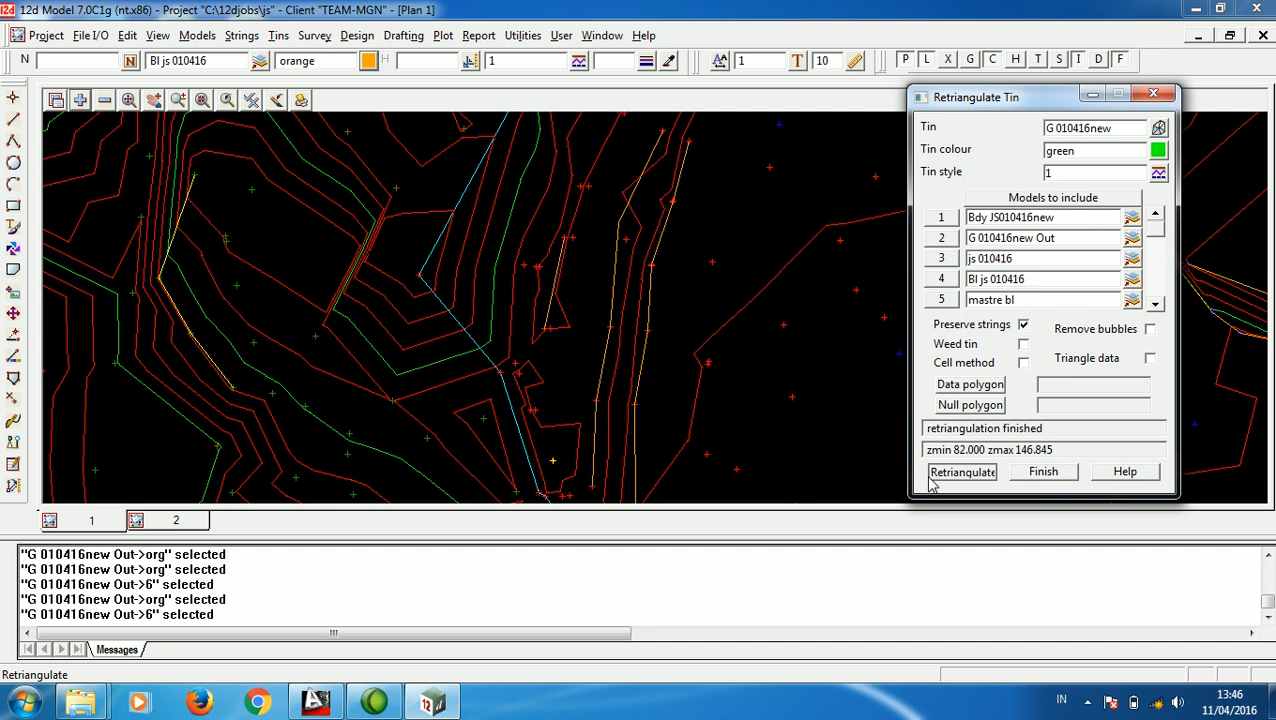 12d Model 7.0C1g (nt.x86) - Project "C:\12djobs\js" - Client "TEAM-MGN" - [Plan 1]
Project File I/O Edit View Models Strings Tins Survey Design Drafting Plot Report Utilities User Window Help
N N Bl js 010416 orange H 1 1 T 10 P L X G C H T S I D F
Retriangulate Tin
Tin G 010416new
Tin colour green
Tin style 1
Models to include
1 Bdy JS010416new
2 G 010416new Out
3 js 010416
4 Bl js 010416
5 mastre bl
Preserve strings Remove bubbles
Weed tin
Cell method Triangle data
Data polygon
Null polygon
retriangulation finished
zmin 82.000 zmax 146.845
Retriangulate Finish Help
1 2
"G 010416new Out->org" selected
"G 010416new Out->org" selected
"G 010416new Out->6" selected
"G 010416new Out->org" selected
"G 010416new Out->6" selected
Messages
Retriangulate
IN 13:46
11/04/2016